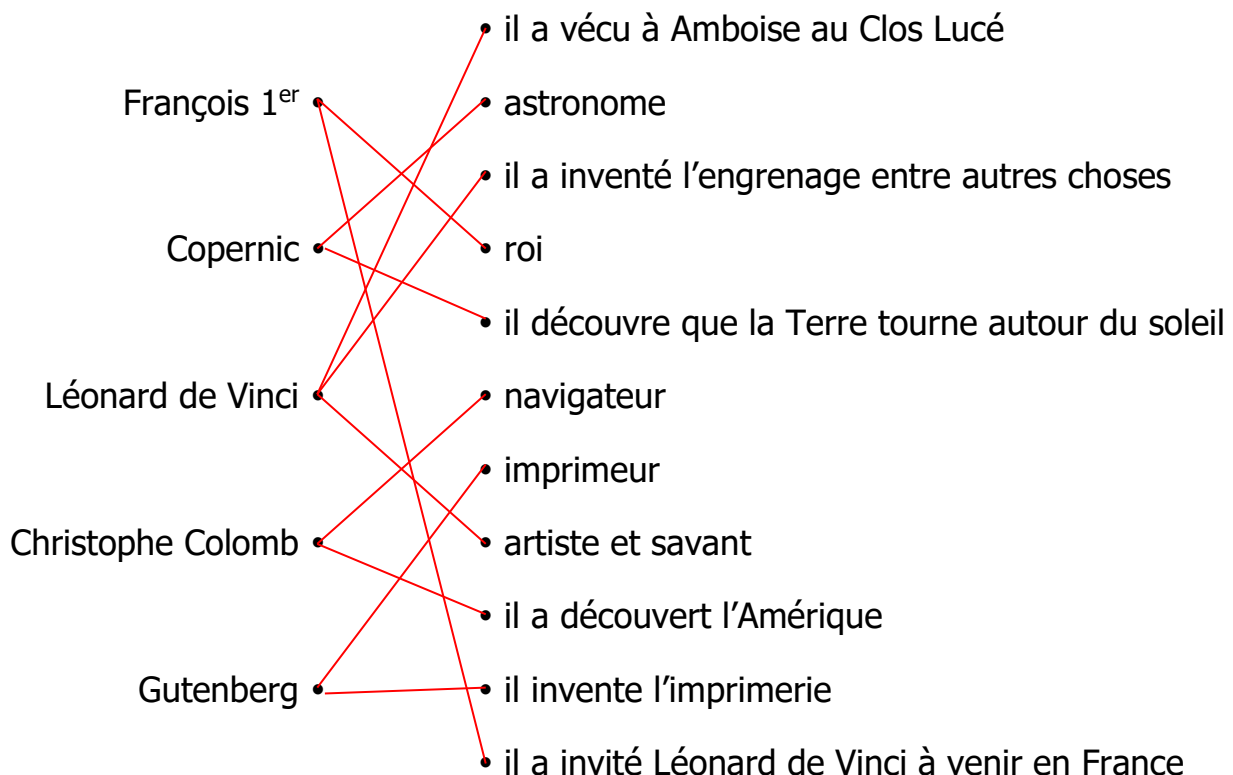 il a vécu à Amboise au Clos Lucé
François 1er
astronome
il a inventé l’engrenage entre autres choses
Copernic
roi
il découvre que la Terre tourne autour du soleil
Léonard de Vinci
navigateur
imprimeur
Christophe Colomb
artiste et savant
il a découvert l’Amérique
Gutenberg
il invente l’imprimerie
il a invité Léonard de Vinci à venir en France